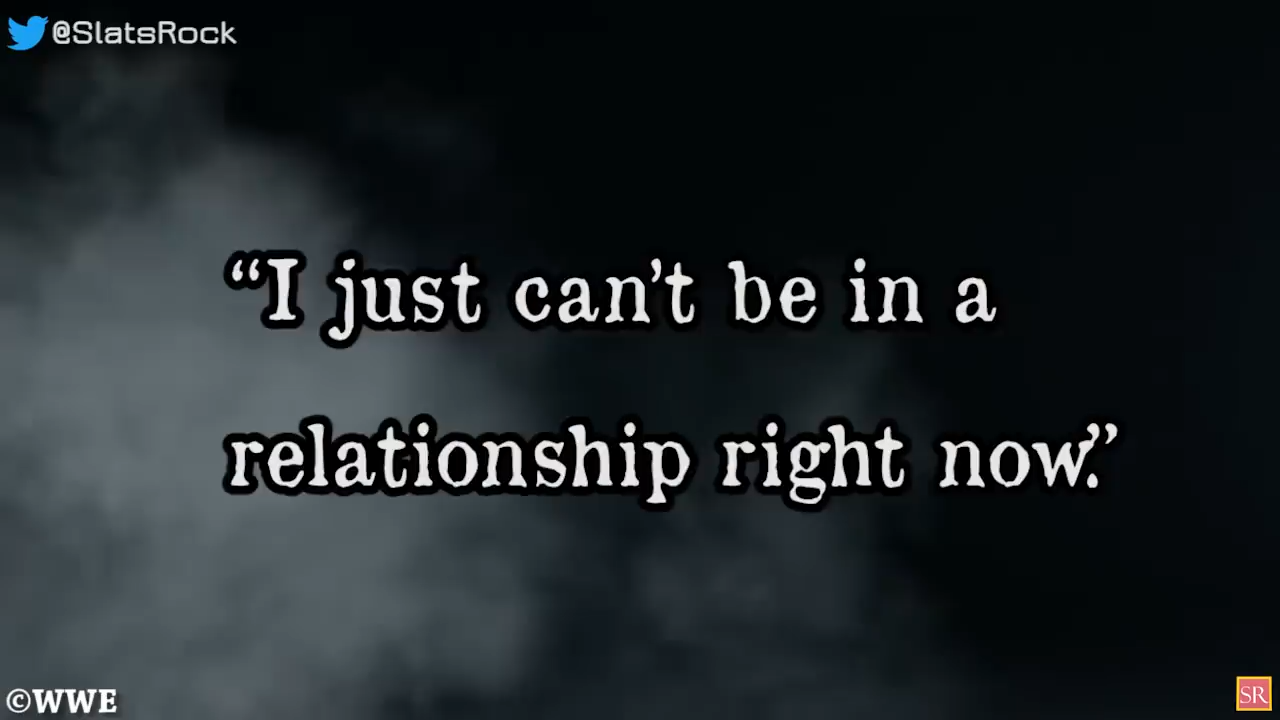 @SlatsRock
“I just can’t be in a
relationship right now.”
©WWE
SR